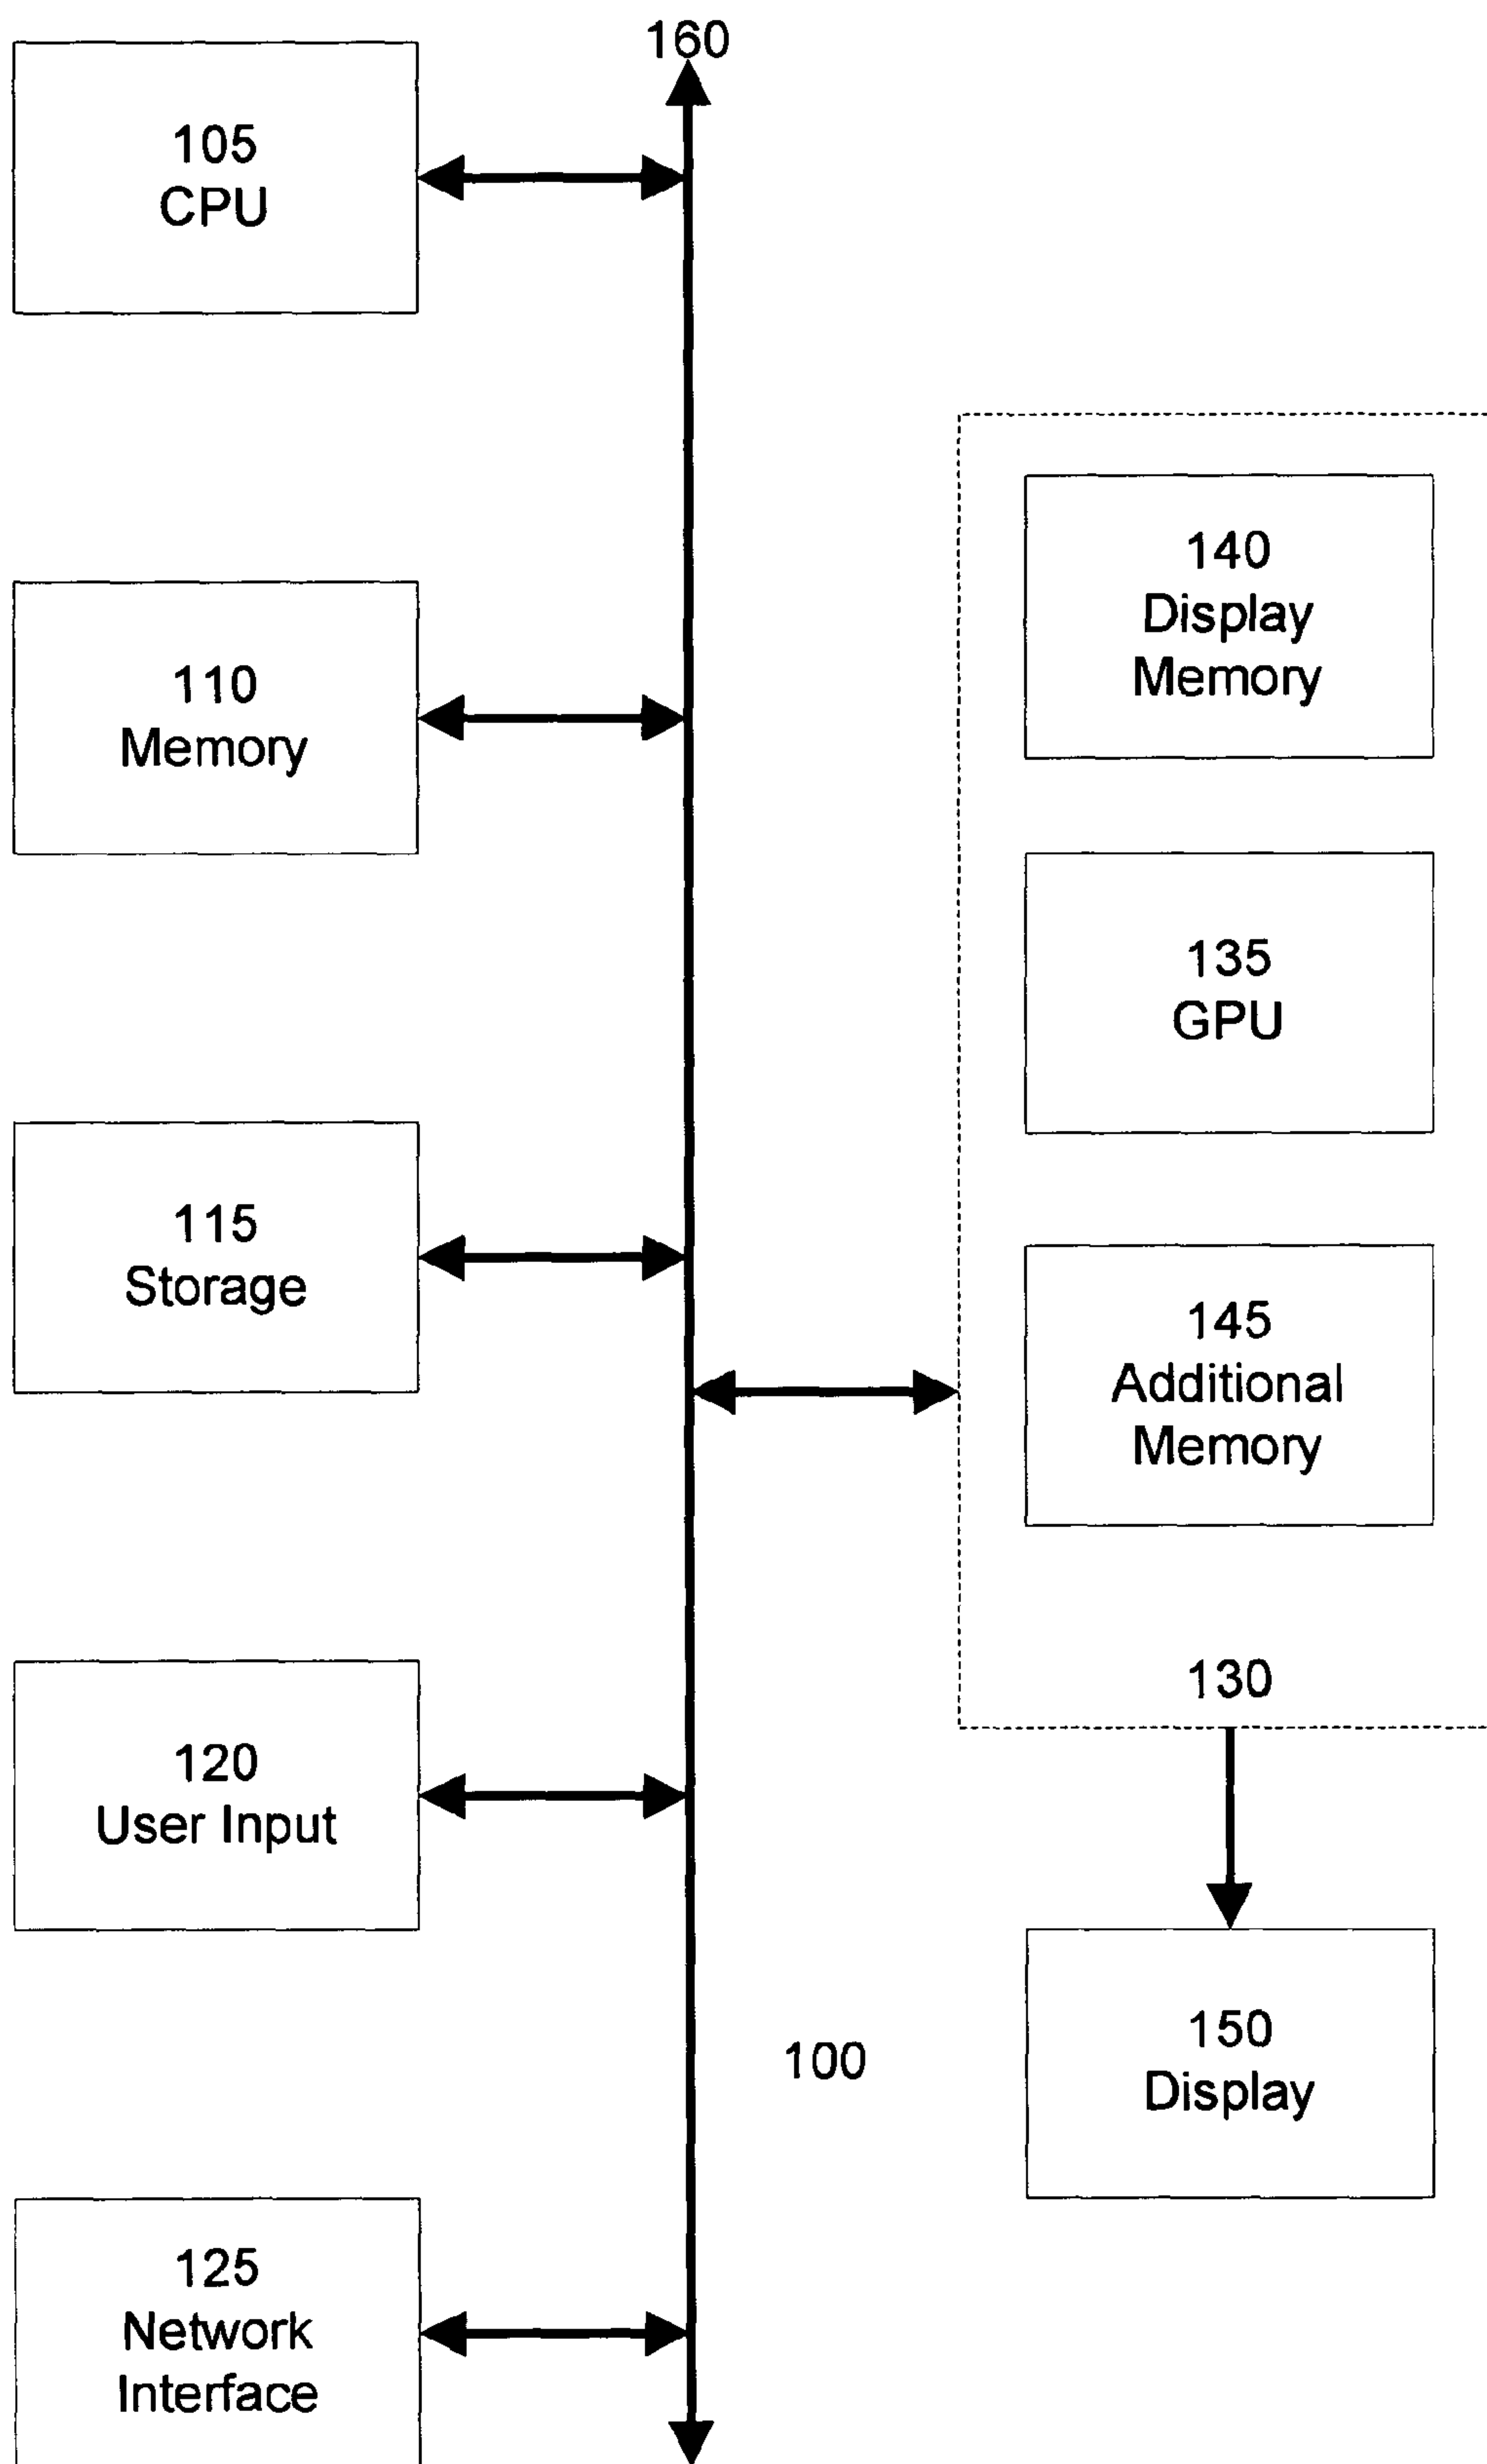 160
105
CPU
110
Memory
115
Storage
120
User Input
125
Network
Interface
140
Display
Memory
135
GPU
145
Additional
Memory
130
150
Display
100